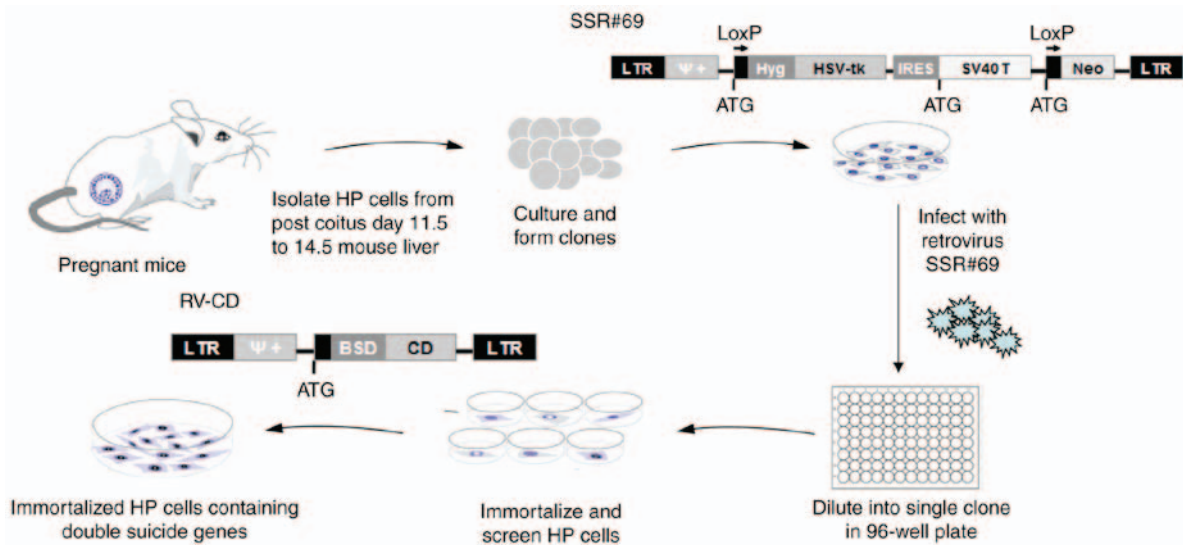 SSR#69
LoxP LoxP
LTR Ψ+ Hyg HSV-tk IRES SV40 T Neo LTR
ATG ATG ATG
Isolate HP cells from
post coitus day 11.5
to 14.5 mouse liver
Culture and
form clones
Infect with
retrovirus
SSR#69
Pregnant mice
RV-CD
LTR Ψ+ BSD CD LTR
ATG
Immortalized HP cells containing
double suicide genes
Immortalize and
screen HP cells
Dilute into single clone
in 96-well plate